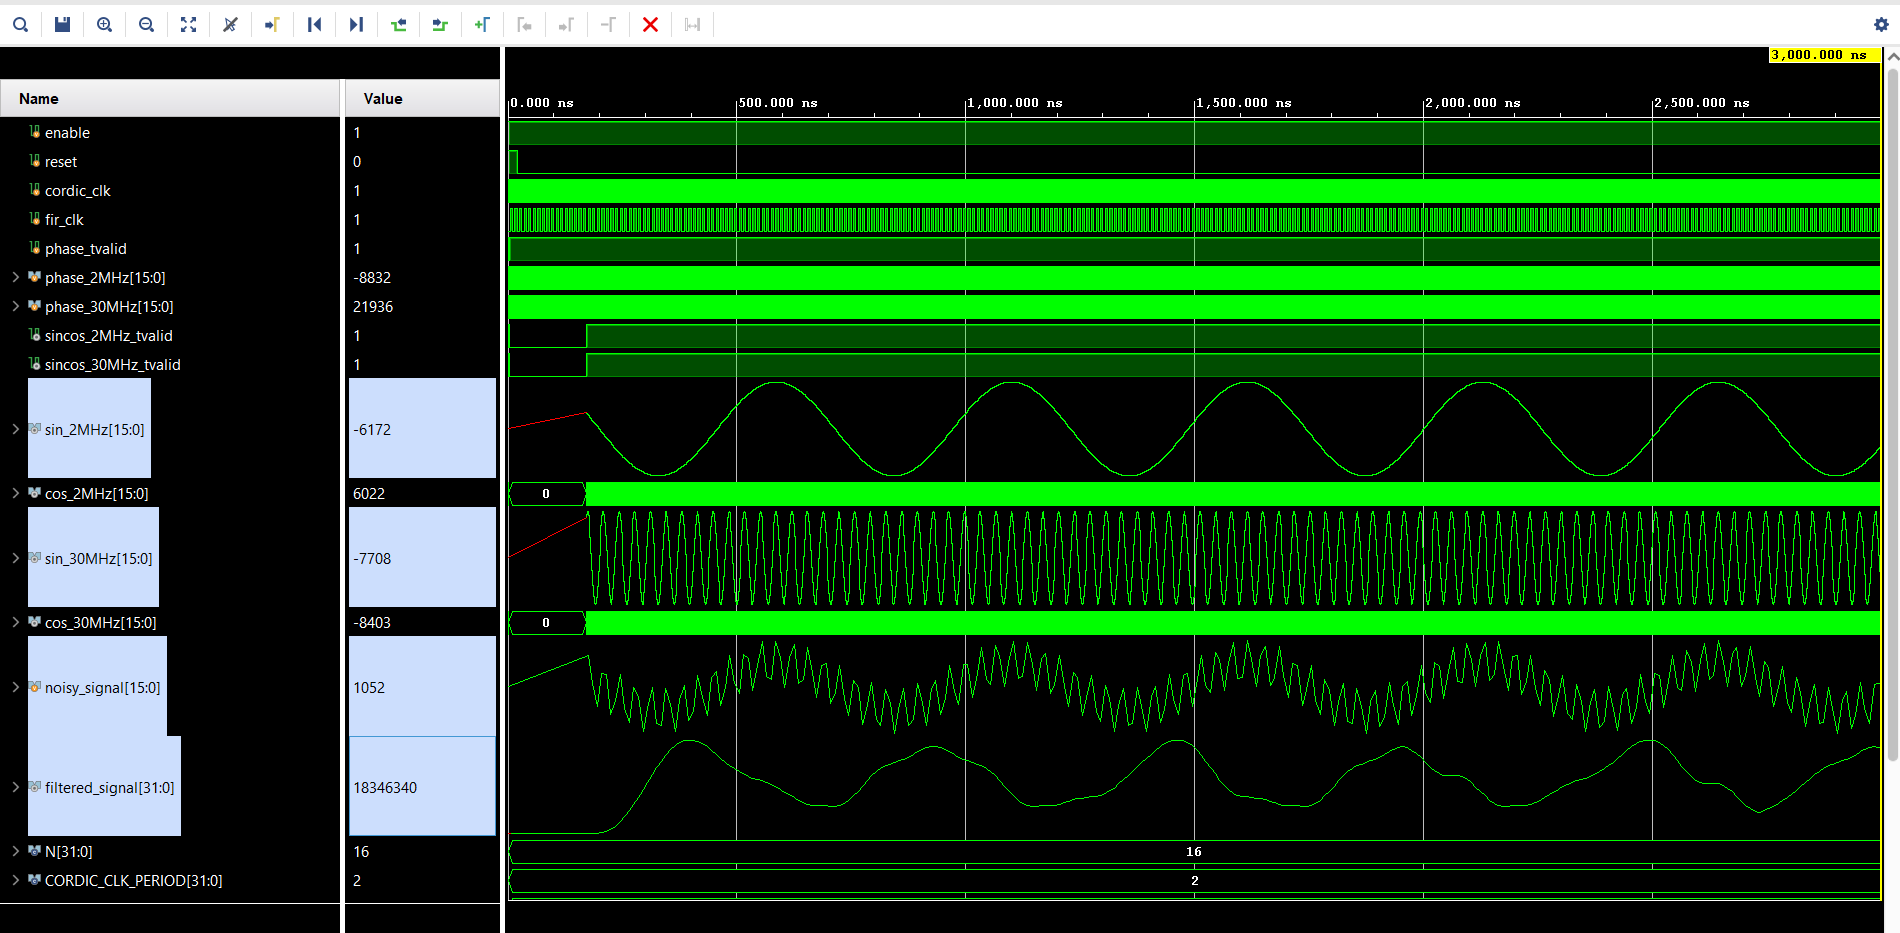 3,000.000 ns
Name Value
0.000 ns 500.000 ns 1,000.000 ns 1,500.000 ns 2,000.000 ns 2,500.000 ns
enable 1
reset 0
cordic_clk 1
fir_clk 1
phase_tvalid 1
phase_2MHz[15:0] -8832
phase_30MHz[15:0] 21936
sincos_2MHz_tvalid 1
sincos_30MHz_tvalid 1
sin_2MHz[15:0] -6172
cos_2MHz[15:0] 6022 0
sin_30MHz[15:0] -7708
cos_30MHz[15:0] -8403 0
noisy_signal[15:0] 1052
filtered_signal[31:0] 18346340
N[31:0] 16 16
CORDIC_CLK_PERIOD[31:0] 2 2